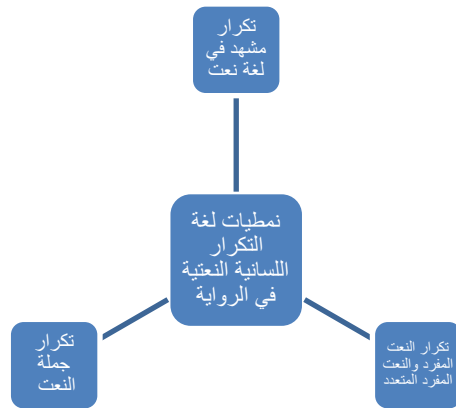 تكرار
مشهد في
لغة نعت
نمطيات لغة
التكرار
اللسانية النعتية
في الرواية
تكرار النعت
المفرد والنعت
المفرد المتعدد
تكرار
جملة
النعت